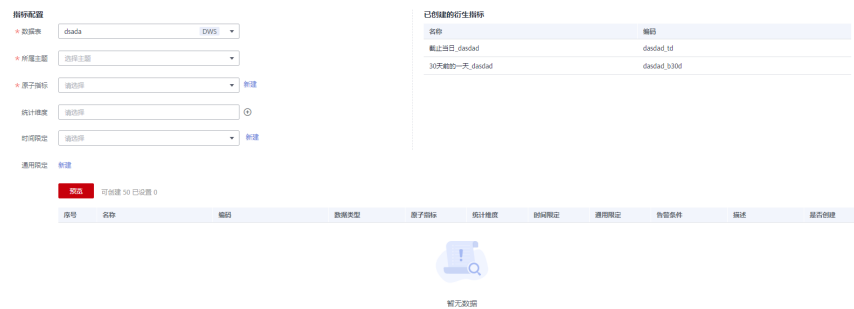 指标配置
* 数据表 dsada DWS
* 所属主题 选择主题
* 原子指标 请选择 新建
统计维度 请选择
时间限定 请选择 新建
通用限定 新建
已创建的衍生指标
名称 编码
截止当日_dasdad dasdad_td
30天前的一天_dasdad dasdad_b30d
预览 可创建 50 已设置 0
序号 名称 编码 数据类型 原子指标 统计维度 时间限定 通用限定 告警条件 描述 是否创建
暂无数据